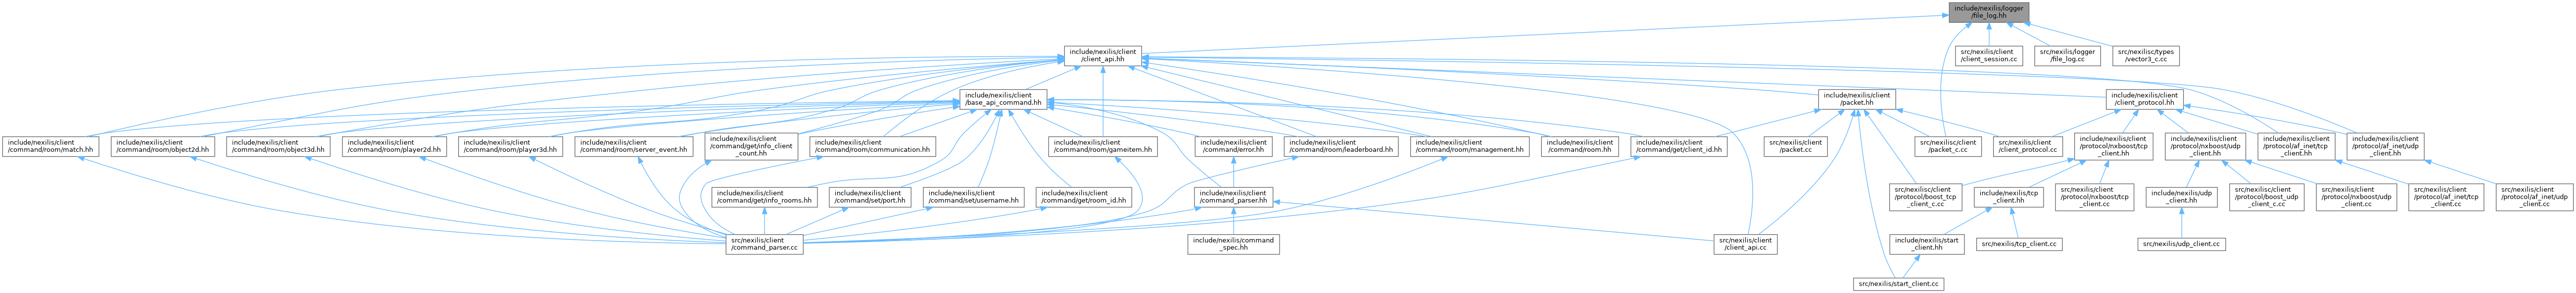 include/nexilis/logger
/file_log.hh
include/nexilis/client
/client_api.hh
src/nexilis/client
/client_session.cc
src/nexilis/logger
/file_log.cc
src/nexilisc/types
/vector3_c.cc
include/nexilis/client
/base_api_command.hh
include/nexilis/client
/packet.hh
include/nexilis/client
/client_protocol.hh
include/nexilis/client
/command/room/match.hh
include/nexilis/client
/command/room/object2d.hh
include/nexilis/client
/command/room/object3d.hh
include/nexilis/client
/command/room/player2d.hh
include/nexilis/client
/command/room/player3d.hh
include/nexilis/client
/command/room/server_event.hh
include/nexilis/client
/command/get/info_client
_count.hh
include/nexilis/client
/command/room/communication.hh
include/nexilis/client
/command/room/gameitem.hh
include/nexilis/client
/command/error.hh
include/nexilis/client
/command/room/leaderboard.hh
include/nexilis/client
/command/room/management.hh
include/nexilis/client
/command/room.hh
include/nexilis/client
/command/get/client_id.hh
src/nexilis/client
/packet.cc
src/nexilisc/client
/packet_c.cc
src/nexilis/client
/client_protocol.cc
include/nexilis/client
/protocol/nxboost/tcp
_client.hh
include/nexilis/client
/protocol/nxboost/udp
_client.hh
include/nexilis/client
/protocol/af_inet/tcp
_client.hh
include/nexilis/client
/protocol/af_inet/udp
_client.hh
include/nexilis/client
/command/get/info_rooms.hh
include/nexilis/client
/command/set/port.hh
include/nexilis/client
/command/set/username.hh
include/nexilis/client
/command/get/room_id.hh
include/nexilis/client
/command_parser.hh
src/nexilisc/client
/protocol/boost_tcp
_client_c.cc
include/nexilis/tcp
_client.hh
src/nexilis/client
/protocol/nxboost/tcp
_client.cc
include/nexilis/udp
_client.hh
src/nexilisc/client
/protocol/boost_udp
_client_c.cc
src/nexilis/client
/protocol/nxboost/udp
_client.cc
src/nexilis/client
/protocol/af_inet/tcp
_client.cc
src/nexilis/client
/protocol/af_inet/udp
_client.cc
src/nexilis/client
/command_parser.cc
include/nexilis/command
_spec.hh
src/nexilis/client
/client_api.cc
include/nexilis/start
_client.hh
src/nexilis/tcp_client.cc
src/nexilis/udp_client.cc
src/nexilis/start_client.cc